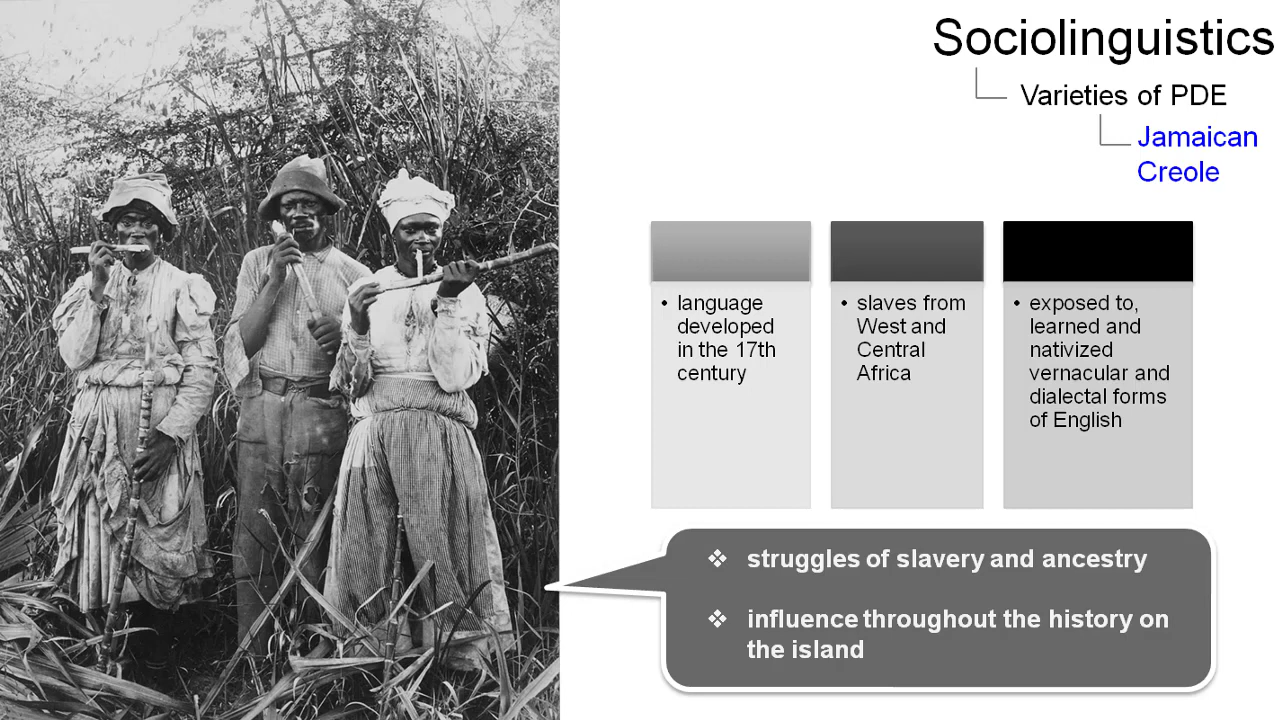 Sociolinguistics
Varieties of PDE
Jamaican
Creole
• language
developed
in the 17th
century
• slaves from
West and
Central
Africa
• exposed to,
learned and
nativized
vernacular and
dialectal forms
of English
❖ struggles of slavery and ancestry
❖ influence throughout the history on
the island